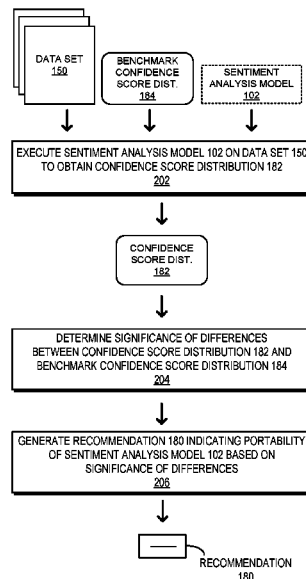 DATA SET
150
BENCHMARK
CONFIDENCE
SCORE DIST.
184
SENTIMENT
ANALYSIS MODEL
102
EXECUTE SENTIMENT ANALYSIS MODEL 102 ON DATA SET 150
TO OBTAIN CONFIDENCE SCORE DISTRIBUTION 182
202
CONFIDENCE
SCORE DIST.
182
DETERMINE SIGNIFICANCE OF DIFFERENCES
BETWEEN CONFIDENCE SCORE DISTRIBUTION 182 AND
BENCHMARK CONFIDENCE SCORE DISTRIBUTION 184
204
GENERATE RECOMMENDATION 180 INDICATING PORTABILITY
OF SENTIMENT ANALYSIS MODEL 102 BASED ON
SIGNIFICANCE OF DIFFERENCES
206
RECOMMENDATION
180